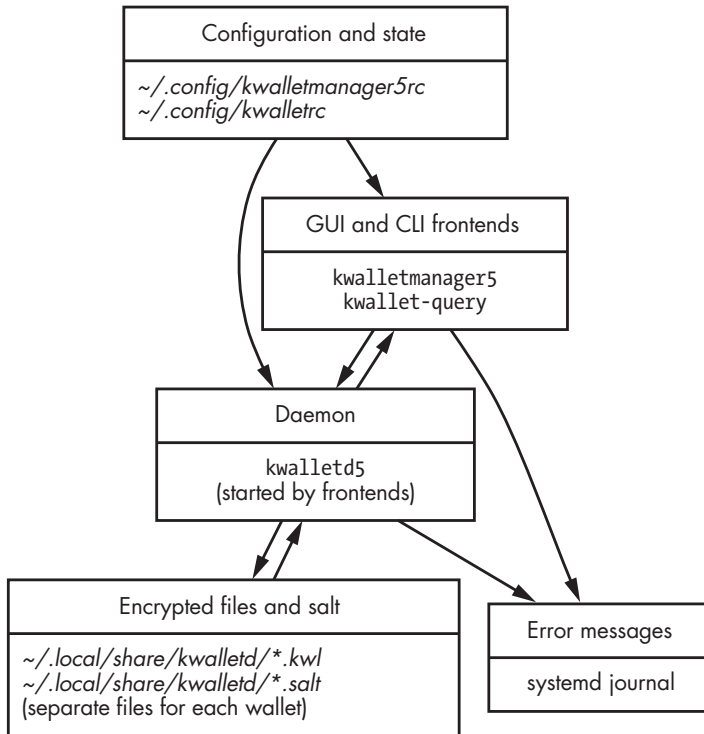 Configuration and state
~/.config/kwalletmanager5rc
~/.config/kwalletrc
GUI and CLI frontends
kwalletmanager5
kwallet-query
Daemon
kwalletd5
(started by frontends)
Encrypted files and salt
~/.local/share/kwalletd/*.kwl
~/.local/share/kwalletd/*.salt
(separate files for each wallet)
Error messages
systemd journal